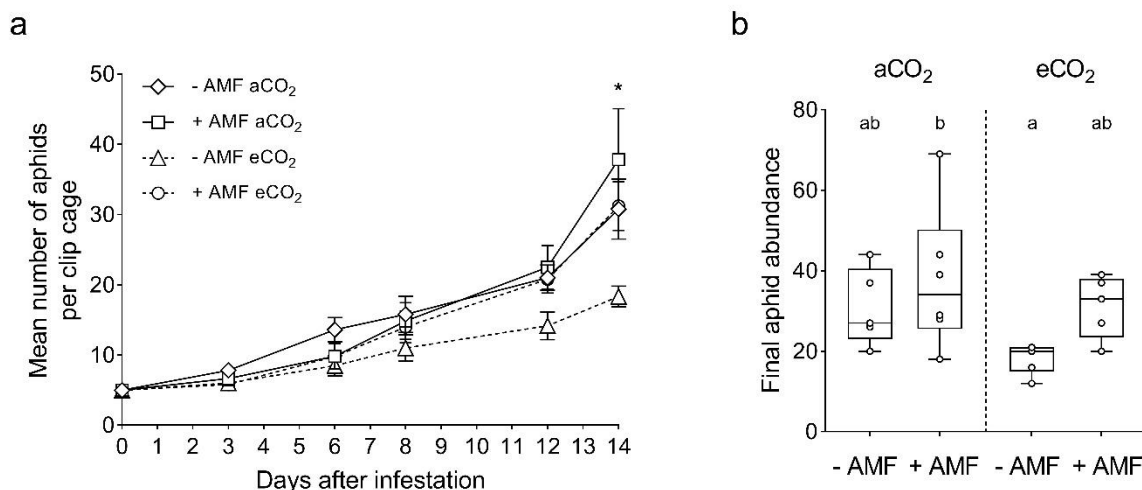 a
Mean number of aphids
per clip cage
50
40
30
20
10
0
- AMF aCO₂
+ AMF aCO₂
- AMF eCO₂
+ AMF eCO₂
*
0 1 2 3 4 5 6 7 8 9 10 11 12 13 14
Days after infestation
b
aCO₂ eCO₂
Final aphid abundance
80
60
40
20
0
ab b a ab
- AMF + AMF - AMF + AMF